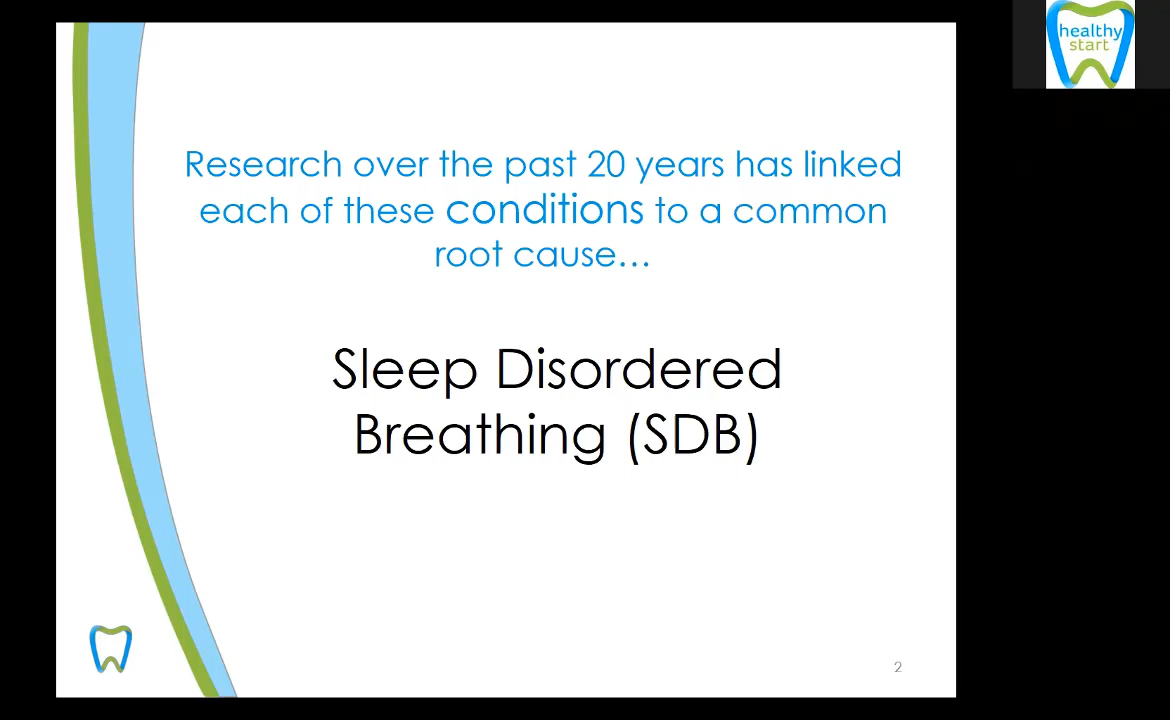 healthy
start
Research over the past 20 years has linked
each of these conditions to a common
root cause…
Sleep Disordered
Breathing (SDB)
2